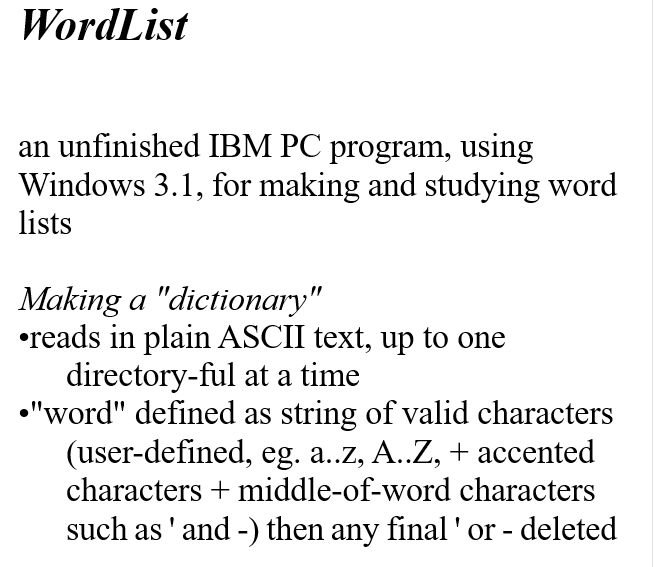 WordList
an unfinished IBM PC program, using
Windows 3.1, for making and studying word
lists
Making a "dictionary"
•reads in plain ASCII text, up to one
directory-ful at a time
•"word" defined as string of valid characters
(user-defined, eg. a..z, A..Z, + accented
characters + middle-of-word characters
such as ' and -) then any final ' or - deleted